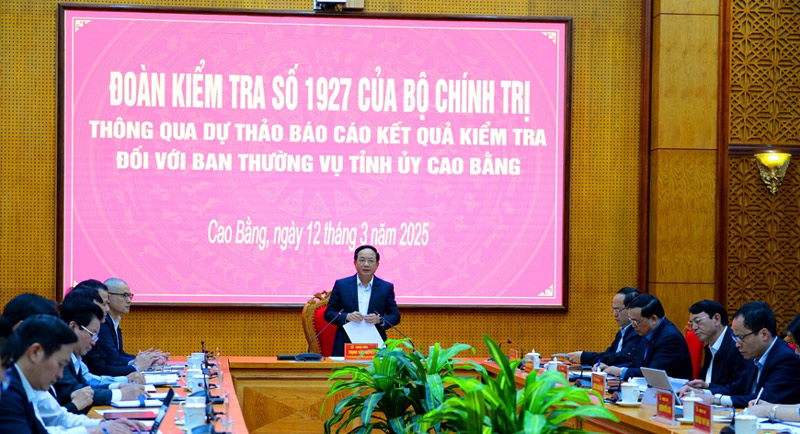 ĐOÀN KIỂM TRA SỐ 1927 CỦA BỘ CHÍNH TRỊ
THÔNG QUA DỰ THẢO BÁO CÁO KẾT QUẢ KIỂM TRA
ĐỐI VỚI BAN THƯỜNG VỤ TỈNH ỦY CAO BẰNG
Cao Bằng, ngày 12 tháng 3 năm 2025